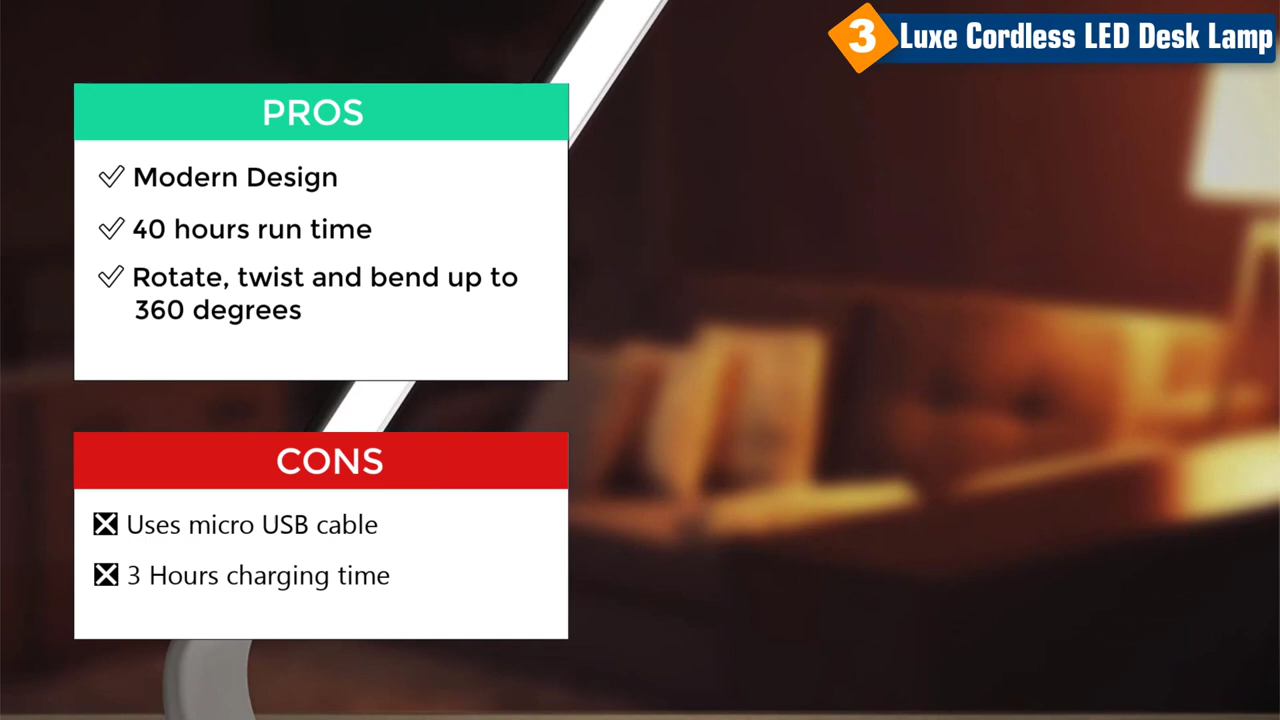 3 Luxe Cordless LED Desk Lamp
PROS
Modern Design
40 hours run time
Rotate, twist and bend up to
360 degrees
CONS
Uses micro USB cable
3 Hours charging time